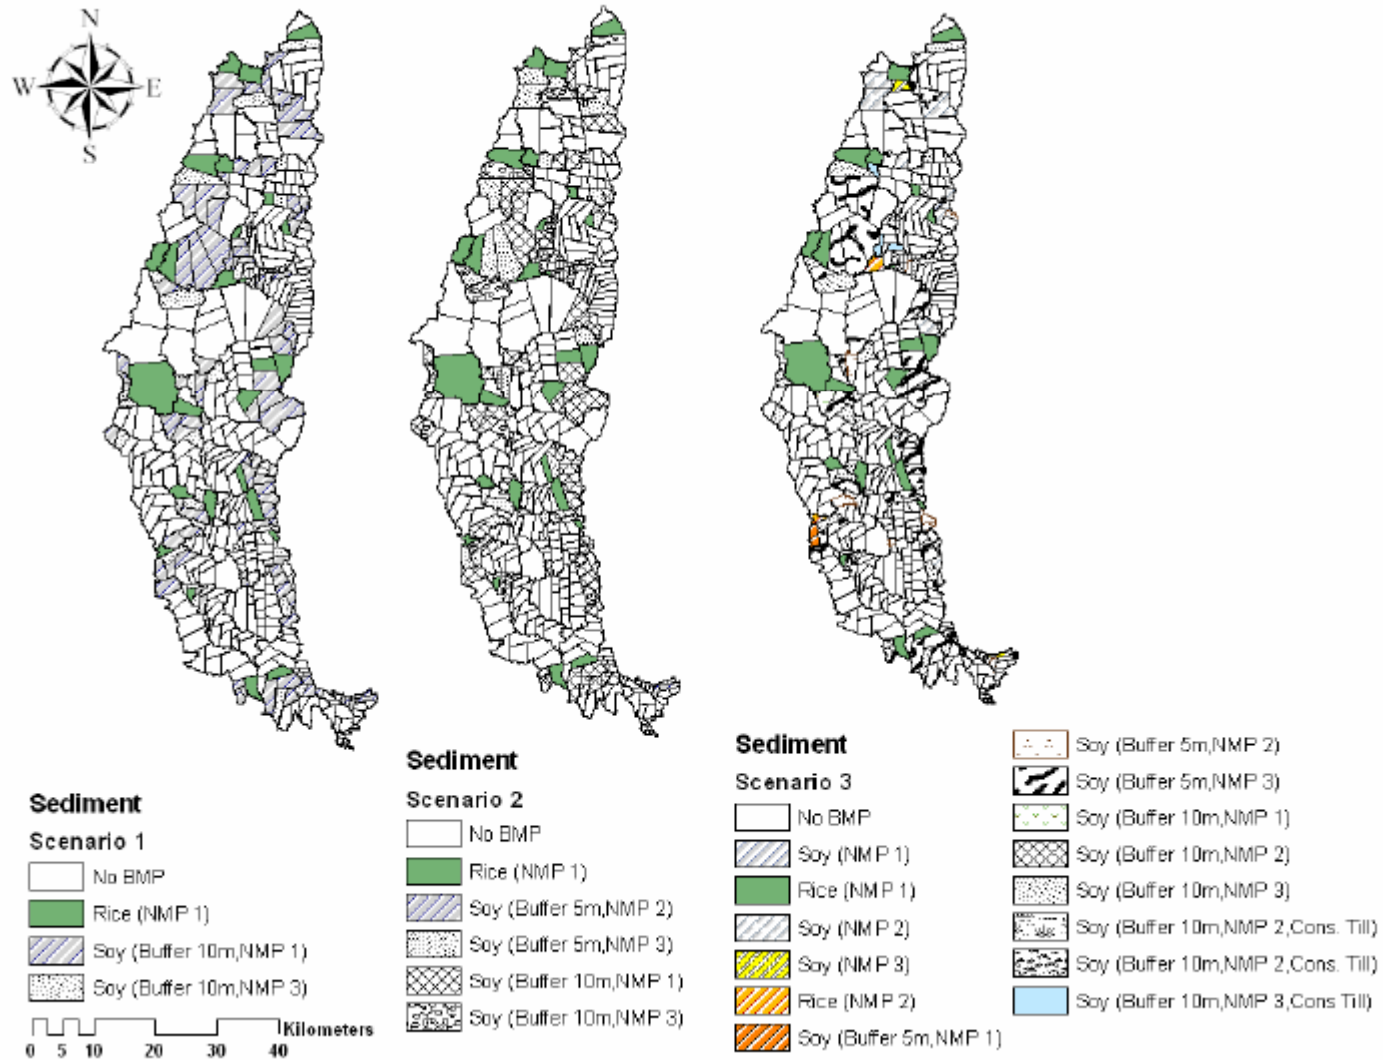 N
W E
S
Sediment
Scenario 1
No BMP
Rice (NMP 1)
Soy (Buffer 10m,NMP 1)
Soy (Buffer 10m,NMP 3)
Kilometers
0 5 10 20 30 40
Sediment
Scenario 2
No BMP
Rice (NMP 1)
Soy (Buffer 5m,NMP 2)
Soy (Buffer 5m,NMP 3)
Soy (Buffer 10m,NMP 1)
Soy (Buffer 10m,NMP 3)
Sediment
Scenario 3
No BMP
Soy (NMP 1)
Rice (NMP 1)
Soy (NMP 2)
Soy (NMP 3)
Rice (NMP 2)
Soy (Buffer 5m,NMP 1)
Soy (Buffer 5m,NMP 2)
Soy (Buffer 5m,NMP 3)
Soy (Buffer 10m,NMP 1)
Soy (Buffer 10m,NMP 2)
Soy (Buffer 10m,NMP 3)
Soy (Buffer 10m,NMP 2,Cons. Till)
Soy (Buffer 10m,NMP 2,Cons. Till)
Soy (Buffer 10m,NMP 3,Cons Till)